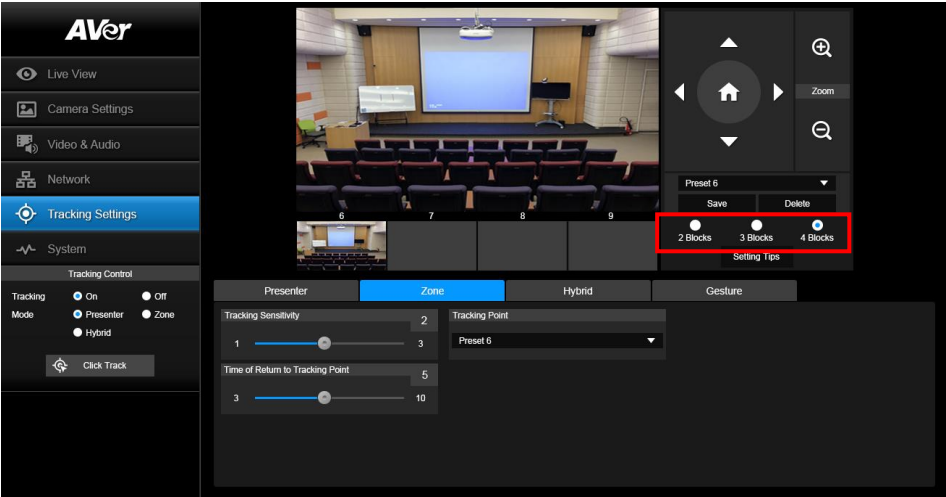 AVer
Live View
Camera Settings
Video & Audio
Network
Tracking Settings
System
Tracking Control
Tracking On Off
Mode Presenter Zone
Hybrid
Click Track
6 7 8 9
Zoom
Preset 6
Save Delete
2 Blocks 3 Blocks 4 Blocks
Setting Tips
Presenter Zone Hybrid Gesture
Tracking Sensitivity 2
1 3
Time of Return to Tracking Point 5
3 10
Tracking Point
Preset 6